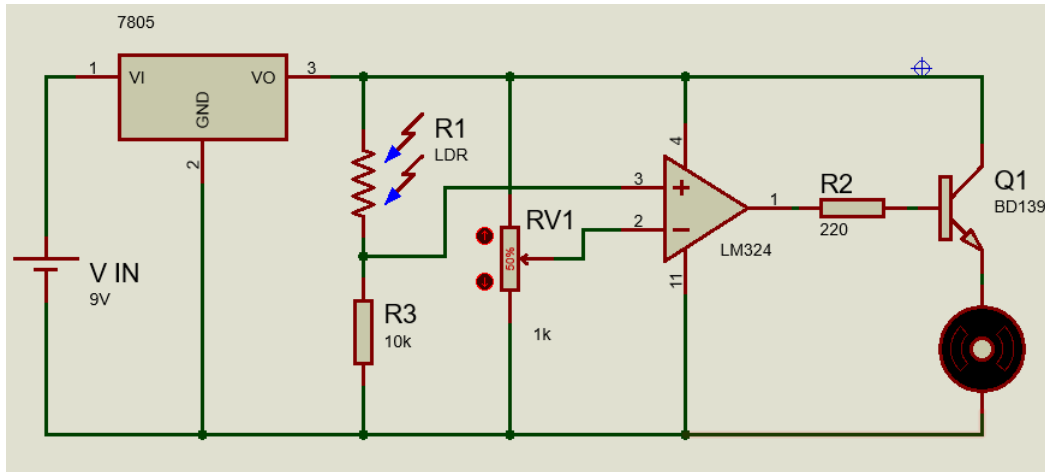 7805
1
VI
VO
3
GND
2
V IN
9V
R1
LDR
R3
10k
RV1
50%
1k
3
2
4
11
1
LM324
R2
220
Q1
BD139